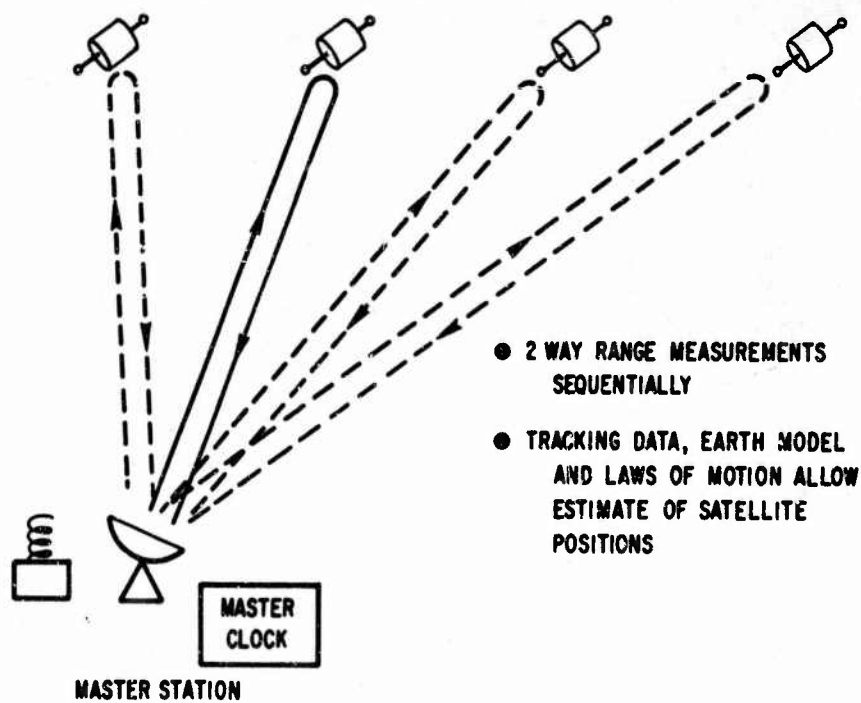 ● 2 WAY RANGE MEASUREMENTS
SEQUENTIALLY
● TRACKING DATA, EARTH MODEL
AND LAWS OF MOTION ALLOW
ESTIMATE OF SATELLITE
POSITIONS
MASTER
CLOCK
MASTER STATION